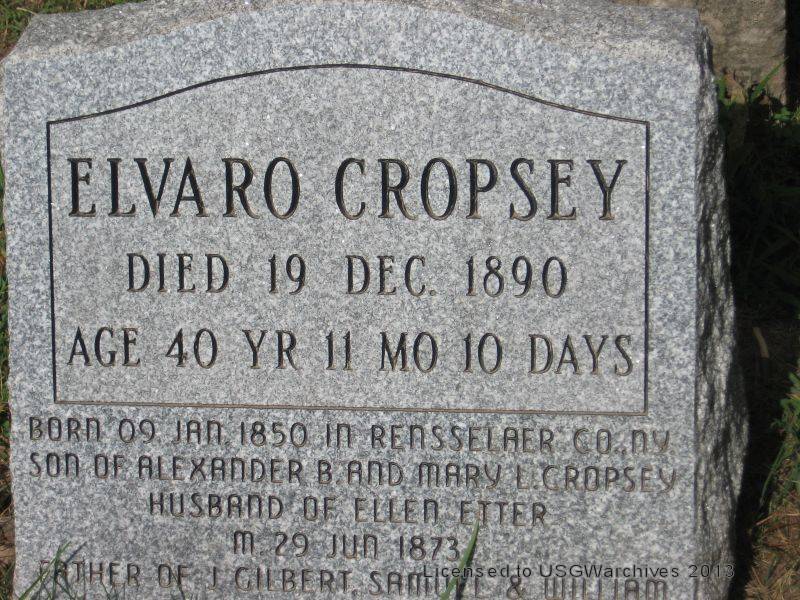 ELVARO CROPSEY
DIED 19 DEC. 1890
AGE 40 YR 11 MO 10 DAYS
BORN 09 JAN. 1850 IN RENSSELAER CO., NY
SON OF ALEXANDER B. AND MARY L. CROPSEY
HUSBAND OF ELLEN ETTER
M 29 JUN 1873
FATHER OF J GILBERT, SAMUEL & WILLIAM
Licensed to USGWarchives 2013